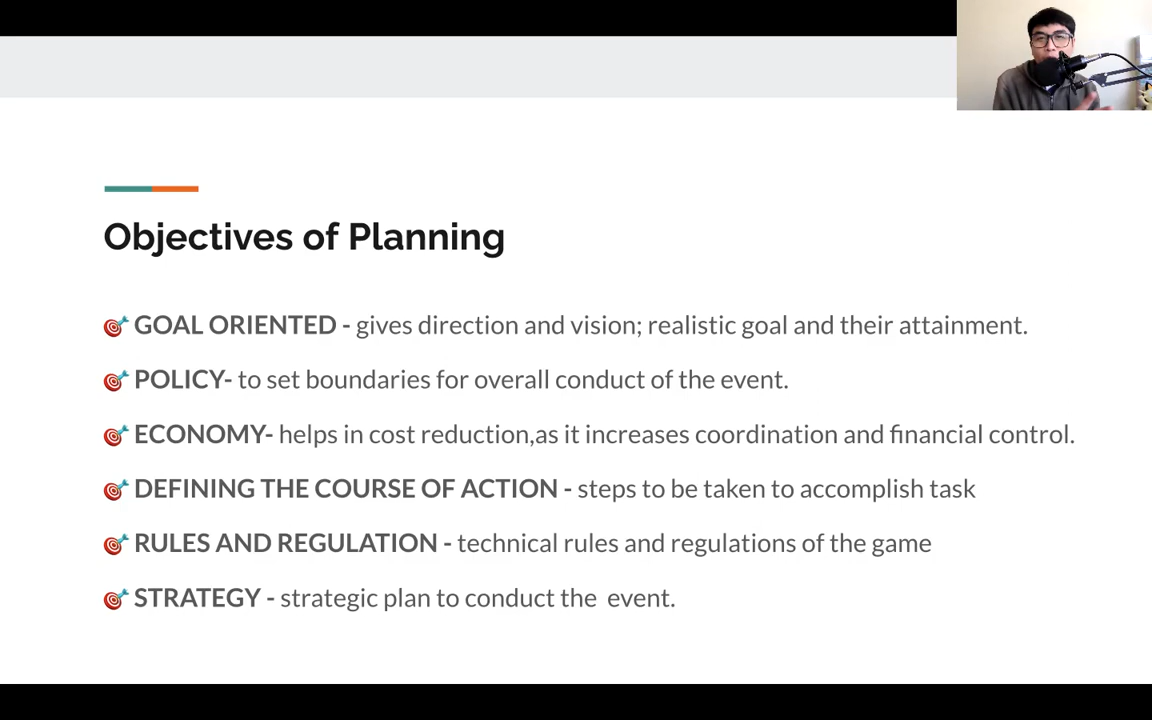 Objectives of Planning
🎯 GOAL ORIENTED - gives direction and vision; realistic goal and their attainment.
🎯 POLICY- to set boundaries for overall conduct of the event.
🎯 ECONOMY- helps in cost reduction,as it increases coordination and financial control.
🎯 DEFINING THE COURSE OF ACTION - steps to be taken to accomplish task
🎯 RULES AND REGULATION - technical rules and regulations of the game
🎯 STRATEGY - strategic plan to conduct the  event.